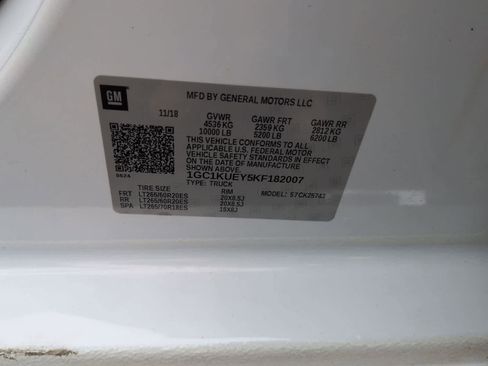 GM
MFD BY GENERAL MOTORS LLC
11/18
GVWR GAWR FRT GAWR RR
4536 KG 2359 KG 2812 KG
10000 LB 5200 LB 6200 LB
THIS VEHICLE CONFORMS TO ALL
APPLICABLE U.S. FEDERAL MOTOR
VEHICLE SAFETY STANDARDS IN
EFFECT ON THE DATE OF MANUFACTURE
SHOWN ABOVE.
1GC1KUEY5KF182007
TYPE: TRUCK MODEL:
TIRE SIZE RIM
FRT LT265/60R20ES 20X8.5J
RR LT265/60R20ES 20X8.5J
SPA LT265/70R18ES 18X8J